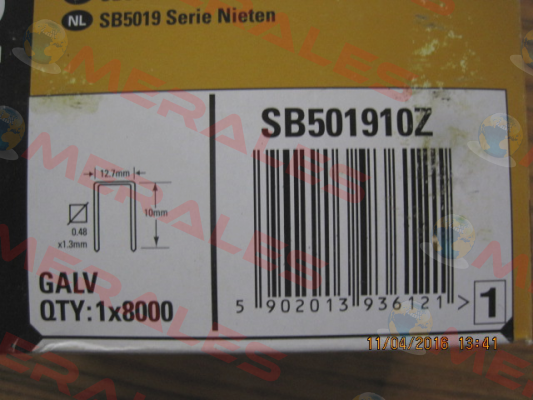 NL SB5019 Serie Nieten
SB501910Z
12.7mm
10mm
0.48
x1.3mm
GALV
QTY:1x8000
5 902013 936121 > 1
11/04/2016 13:41
MERALES